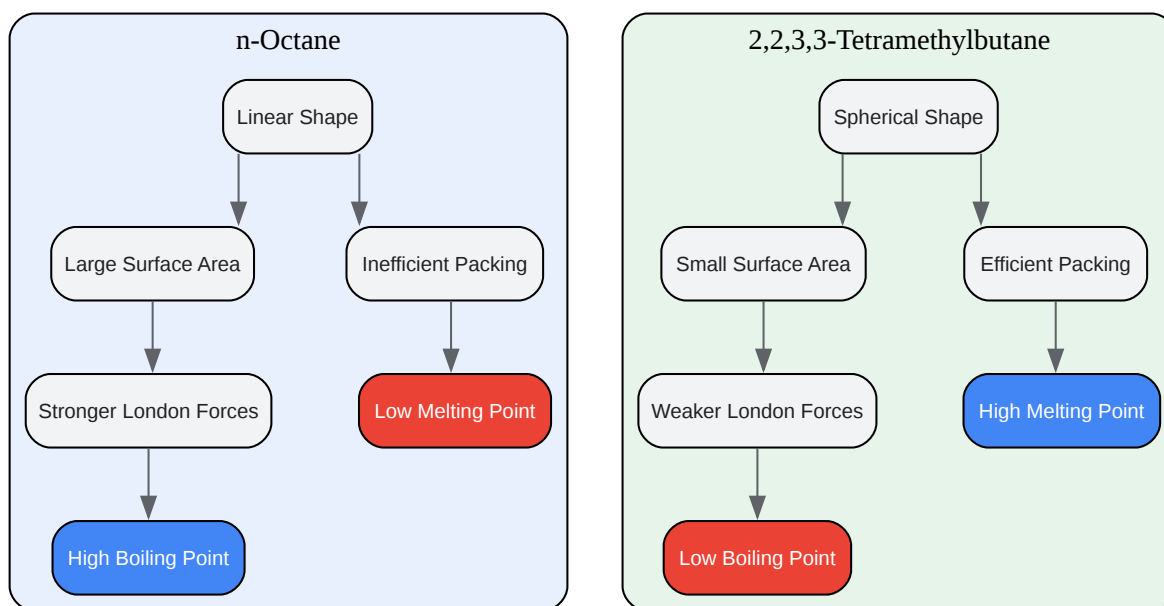 n-Octane
Linear Shape
Large Surface Area
Inefficient Packing
Stronger London Forces
Low Melting Point
High Boiling Point
2,2,3,3-Tetramethylbutane
Spherical Shape
Small Surface Area
Efficient Packing
Weaker London Forces
High Melting Point
Low Boiling Point